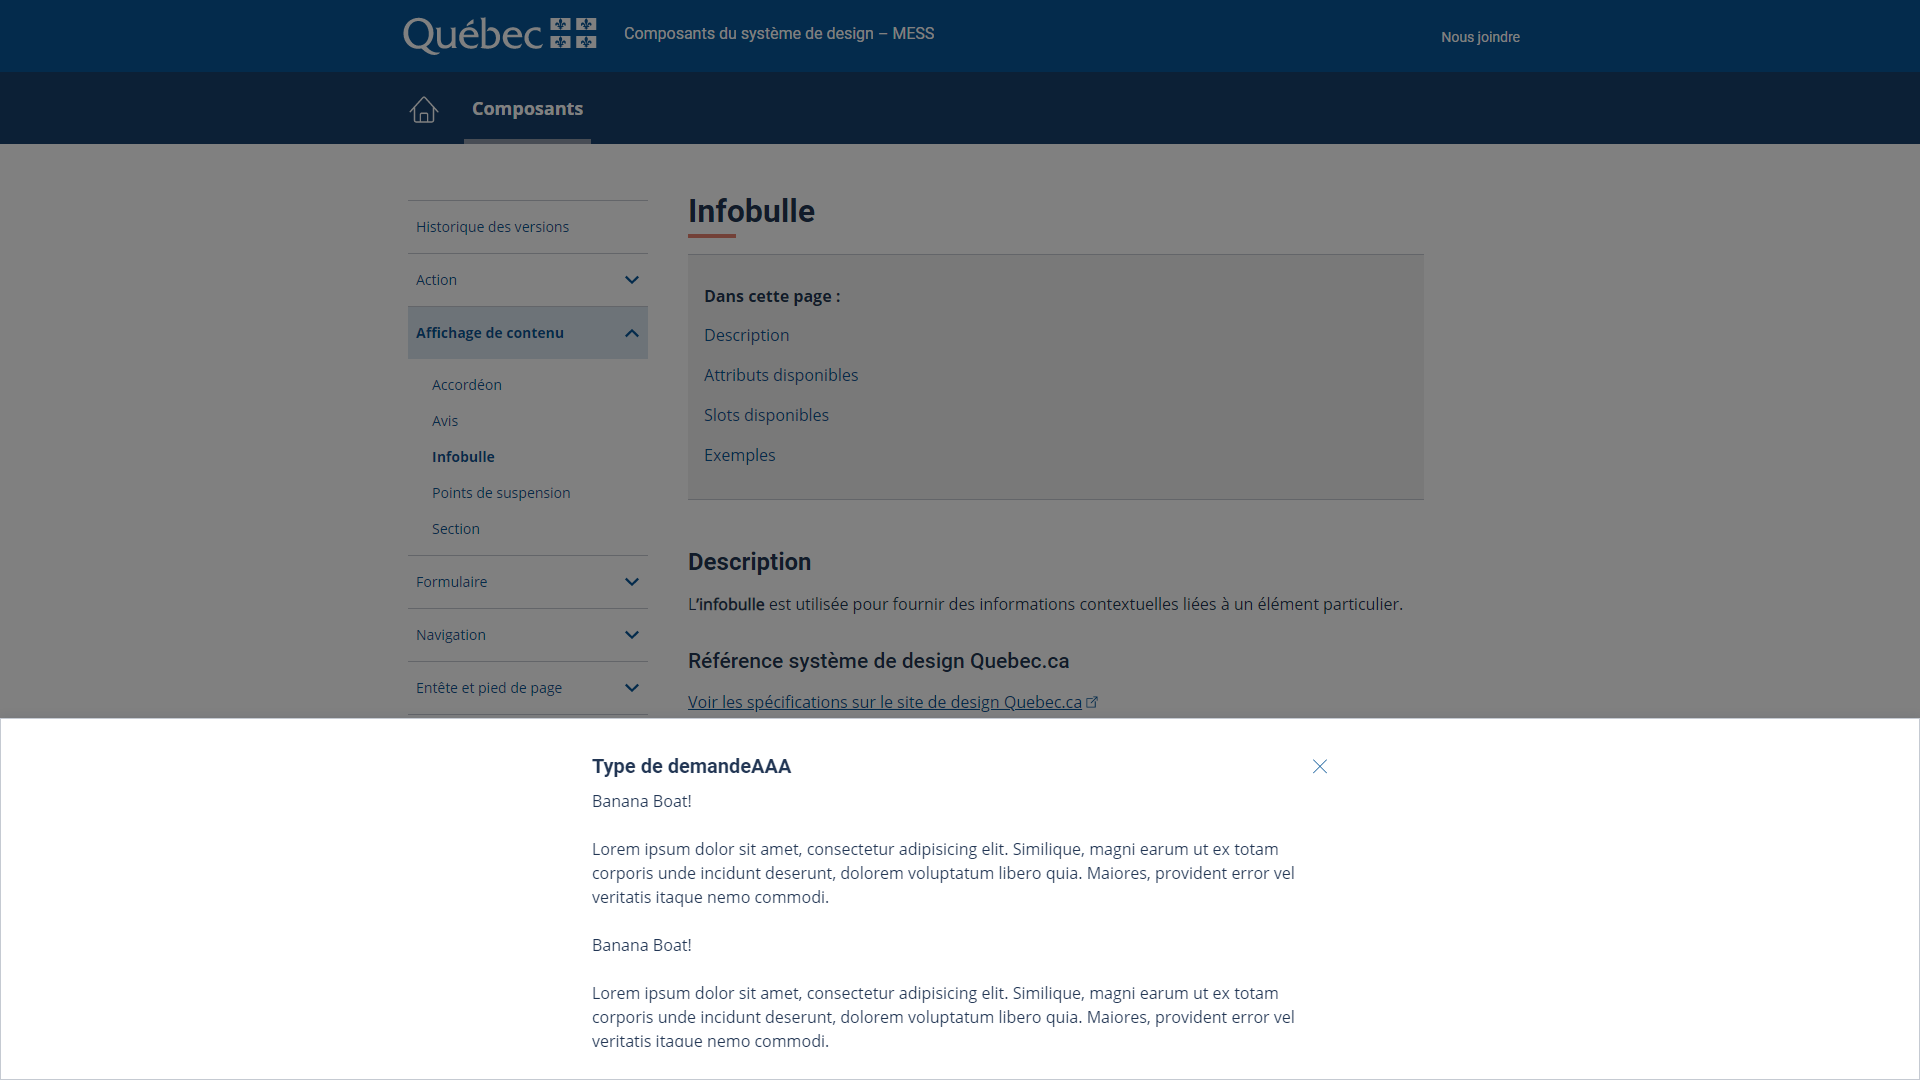 Québec
Composants du système de design – MESS
Nous joindre
Composants
Historique des versions
Action
Affichage de contenu
Accordéon
Avis
Infobulle
Points de suspension
Section
Formulaire
Navigation
Entête et pied de page
Infobulle
Dans cette page :
Description
Attributs disponibles
Slots disponibles
Exemples
Description
L’infobulle est utilisée pour fournir des informations contextuelles liées à un élément particulier.
Référence système de design Quebec.ca
Voir les spécifications sur le site de design Quebec.ca
Type de demandeAAA
Banana Boat!
Lorem ipsum dolor sit amet, consectetur adipisicing elit. Similique, magni earum ut ex totam
corporis unde incidunt deserunt, dolorem voluptatum libero quia. Maiores, provident error vel
veritatis itaque nemo commodi.
Banana Boat!
Lorem ipsum dolor sit amet, consectetur adipisicing elit. Similique, magni earum ut ex totam
corporis unde incidunt deserunt, dolorem voluptatum libero quia. Maiores, provident error vel
veritatis itaque nemo commodi.